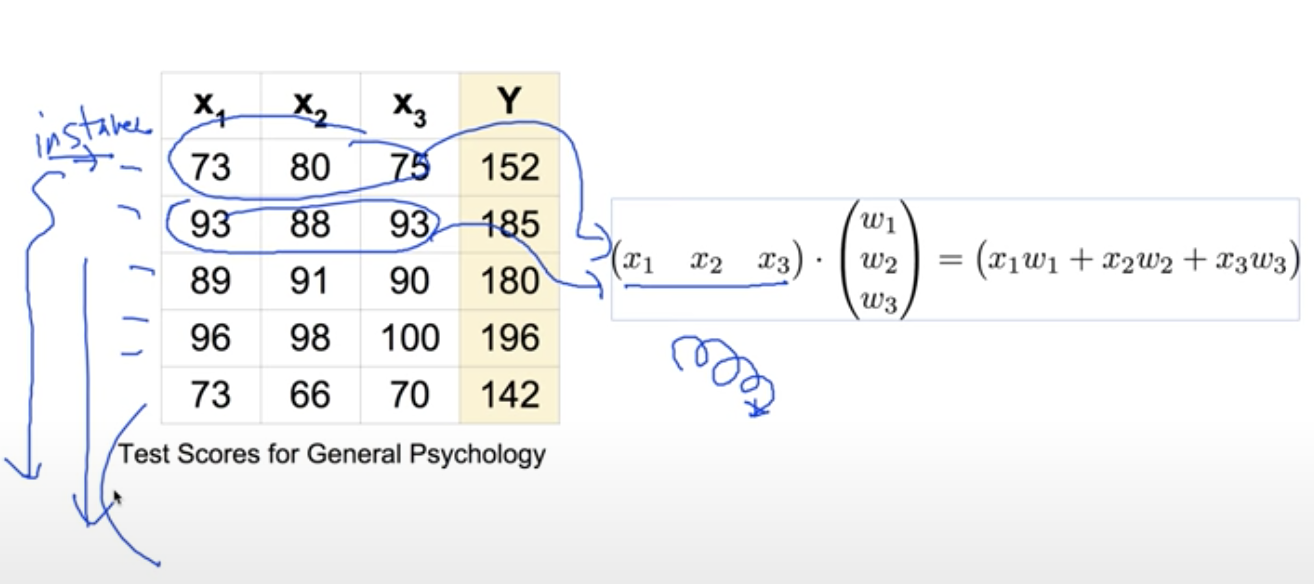 x₁ x₂ x₃ Y
instance
73 80 75 152
93 88 93 185
89 91 90 180
96 98 100 196
73 66 70 142
Test Scores for General Psychology
(x₁ x₂ x₃) · (w₁ w₂ w₃) = (x₁w₁ + x₂w₂ + x₃w₃)